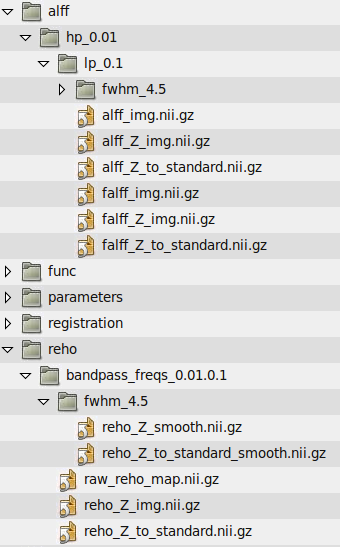 alff
hp_0.01
lp_0.1
fwhm_4.5
alff_img.nii.gz
alff_Z_img.nii.gz
alff_Z_to_standard.nii.gz
falff_img.nii.gz
falff_Z_img.nii.gz
falff_Z_to_standard.nii.gz
func
parameters
registration
reho
bandpass_freqs_0.01.0.1
fwhm_4.5
reho_Z_smooth.nii.gz
reho_Z_to_standard_smooth.nii.gz
raw_reho_map.nii.gz
reho_Z_img.nii.gz
reho_Z_to_standard.nii.gz